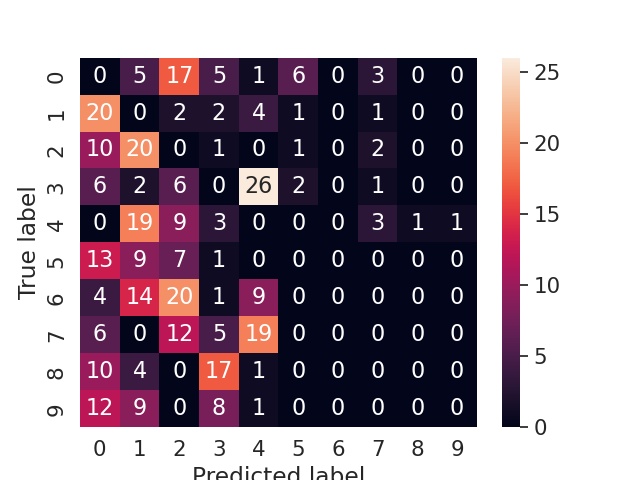 0 0 5 17 5 1 6 0 3 0 0
1 20 0 2 2 4 1 0 1 0 0
2 10 20 0 1 0 1 0 2 0 0
3 6 2 6 0 26 2 0 1 0 0
4 0 19 9 3 0 0 0 3 1 1
5 13 9 7 1 0 0 0 0 0 0
6 4 14 20 1 9 0 0 0 0 0
7 6 0 12 5 19 0 0 0 0 0
8 10 4 0 17 1 0 0 0 0 0
9 12 9 0 8 1 0 0 0 0 0
0 1 2 3 4 5 6 7 8 9
True label
Predicted label
25
20
15
10
5
0